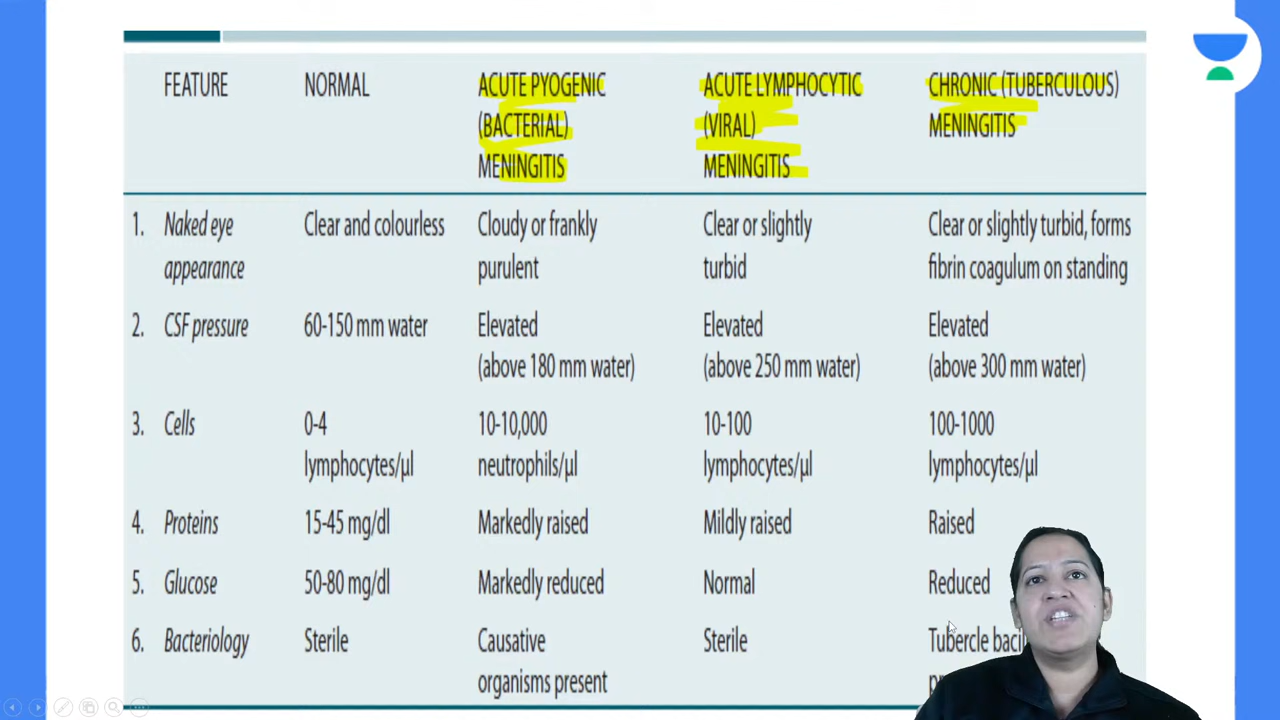 FEATURE NORMAL ACUTE PYOGENIC ACUTE LYMPHOCYTIC CHRONIC (TUBERCULOUS)
(BACTERIAL) (VIRAL) MENINGITIS
MENINGITIS MENINGITIS
1. Naked eye Clear and colourless Cloudy or frankly Clear or slightly Clear or slightly turbid, forms
appearance purulent turbid fibrin coagulum on standing
2. CSF pressure 60-150 mm water Elevated Elevated Elevated
(above 180 mm water) (above 250 mm water) (above 300 mm water)
3. Cells 0-4 10-10,000 10-100 100-1000
lymphocytes/µl neutrophils/µl lymphocytes/µl lymphocytes/µl
4. Proteins 15-45 mg/dl Markedly raised Mildly raised Raised
5. Glucose 50-80 mg/dl Markedly reduced Normal Reduced
6. Bacteriology Sterile Causative Sterile Tubercle
organisms present